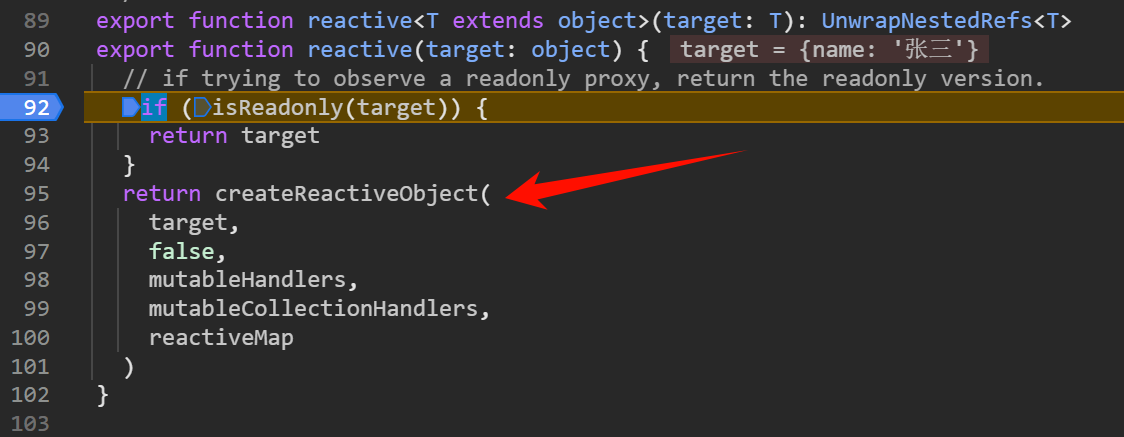 89 export function reactive<T extends object>(target: T): UnwrapNestedRefs<T>
90 export function reactive(target: object) { target = {name: '张三'}
91 // if trying to observe a readonly proxy, return the readonly version.
92 if (isReadonly(target)) {
93 return target
94 }
95 return createReactiveObject(
96 target,
97 false,
98 mutableHandlers,
99 mutableCollectionHandlers,
100 reactiveMap
101 )
102 }
103